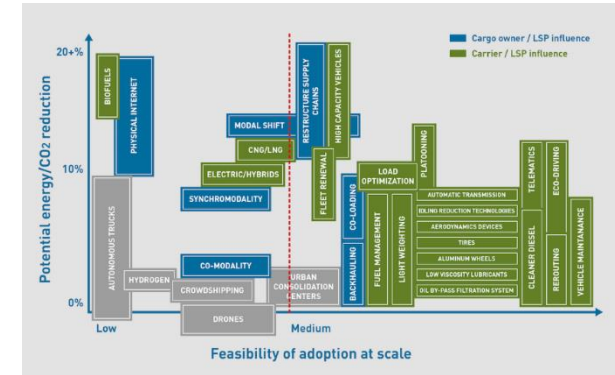 Cargo owner / LSP influence
Carrier / LSP influence
Potential energy/CO2 reduction
20+%
10%
0%
BIOFUELS
PHYSICAL INTERNET
AUTONOMOUS TRUCKS
HYDROGEN
MODAL SHIFT
CNG/LNG
ELECTRIC/HYBRIDS
SYNCHROMODALITY
CO-MODALITY
CROWDSHIPPING
DRONES
URBAN
CONSOLIDATION
CENTERS
RESTRUCTURE SUPPLY
CHAINS
HIGH CAPACITY VEHICLES
FLEET RENEWAL
CO-LOADING
BACKHAULING
LOAD
OPTIMIZATION
FUEL MANAGEMENT
LIGHT WEIGHTING
PLATOONING
AUTOMATIC TRANSMISSION
IDLING REDUCTION TECHNOLOGIES
AERODYNAMICS DEVICES
TIRES
ALUMINUM WHEELS
LOW VISCOSITY LUBRICANTS
OIL BY-PASS FILTRATION SYSTEM
TELEMATICS
CLEANER DIESEL
ECO-DRIVING
REROUTING
VEHICLE MAINTANANCE
Low
Medium
Feasibility of adoption at scale